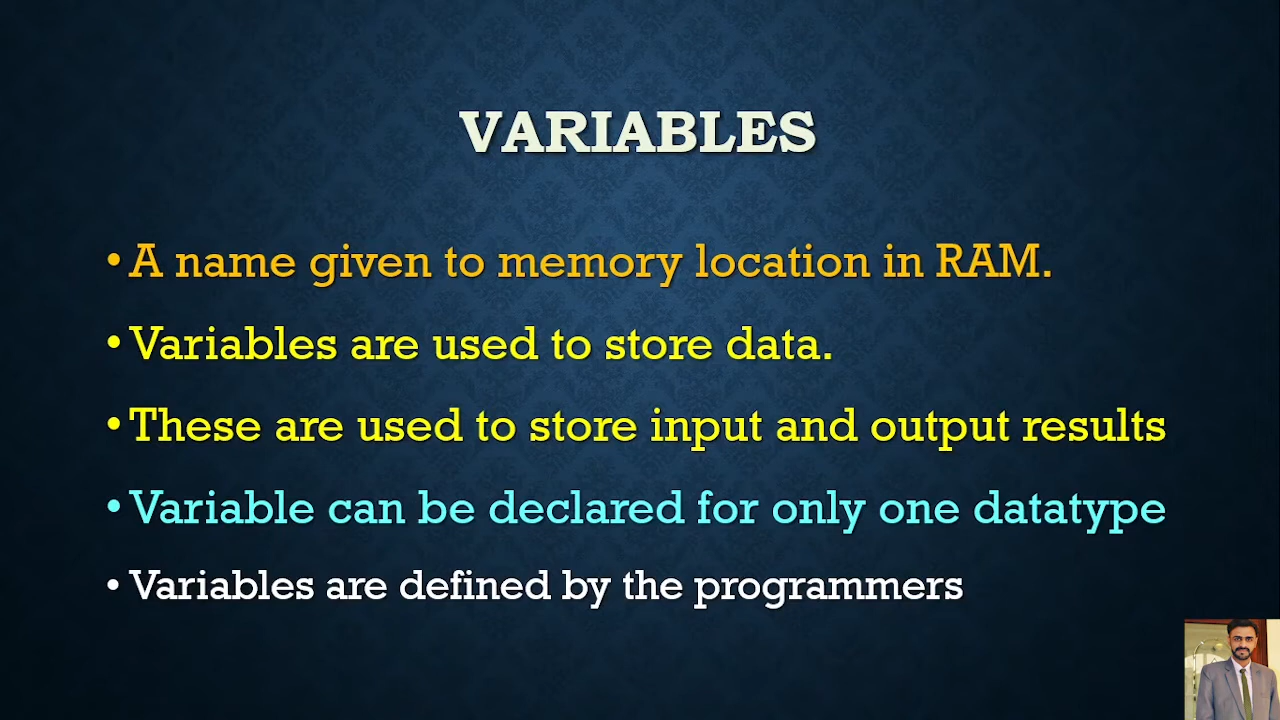 VARIABLES
• A name given to memory location in RAM.
• Variables are used to store data.
• These are used to store input and output results
• Variable can be declared for only one datatype
• Variables are defined by the programmers